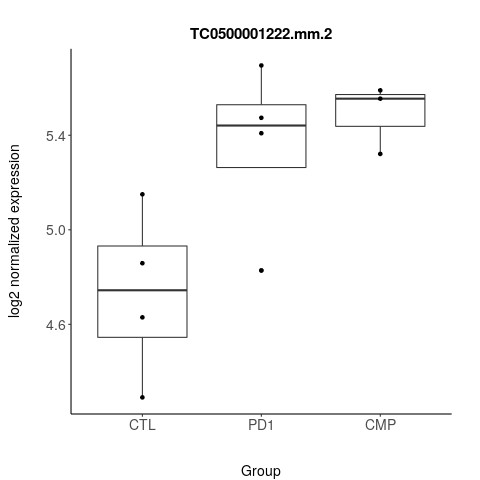 TC0500001222.mm.2
log2 normalized expression
5.4
5.0
4.6
CTL PD1 CMP
Group